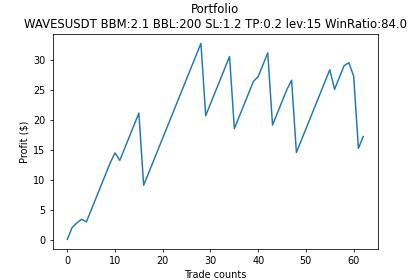 Portfolio
WAVESUSDT BBM:2.1 BBL:200 SL:1.2 TP:0.2 lev:15 WinRatio:84.0
30
25
20
15
10
5
0
Profit ($)
0 10 20 30 40 50 60
Trade counts